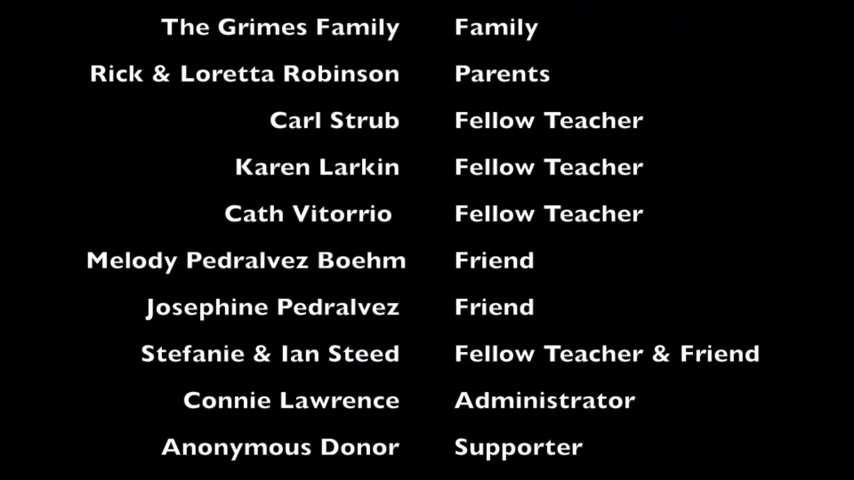 The Grimes Family Family
Rick & Loretta Robinson Parents
Carl Strub Fellow Teacher
Karen Larkin Fellow Teacher
Cath Vitorrio Fellow Teacher
Melody Pedralvez Boehm Friend
Josephine Pedralvez Friend
Stefanie & Ian Steed Fellow Teacher & Friend
Connie Lawrence Administrator
Anonymous Donor Supporter